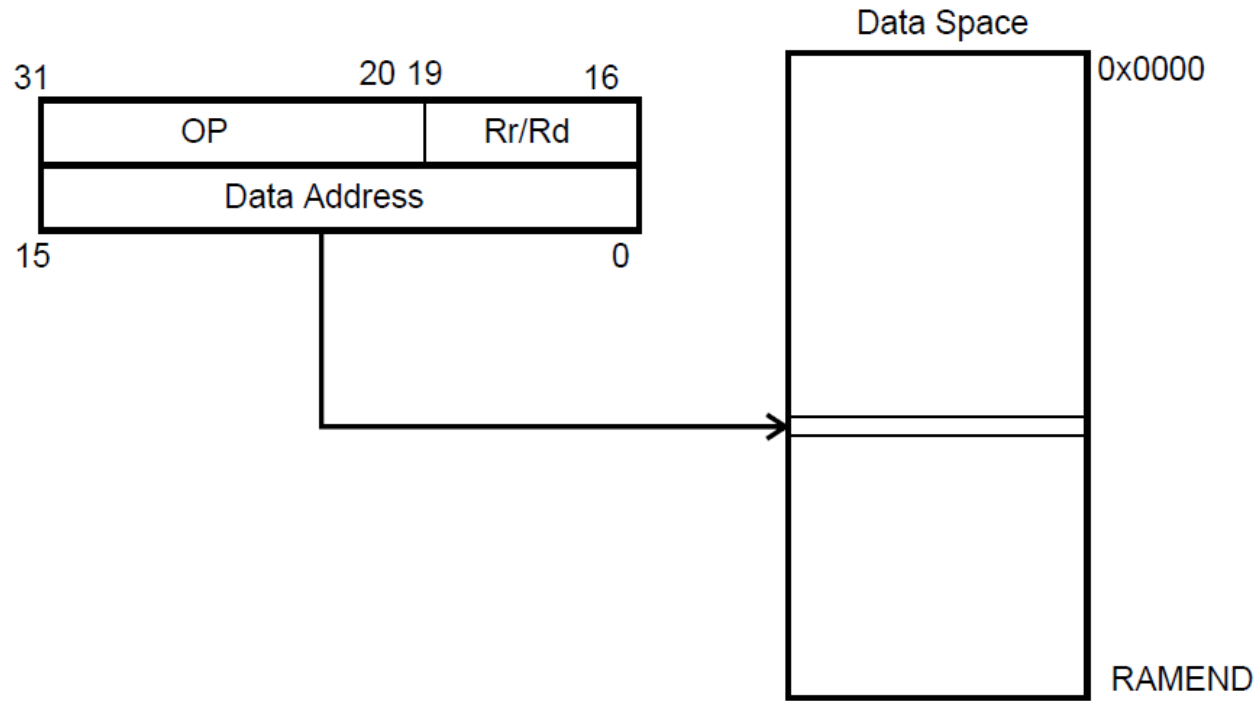 Data Space
0x0000
31 20 19 16
OP Rr/Rd
Data Address
15 0
RAMEND